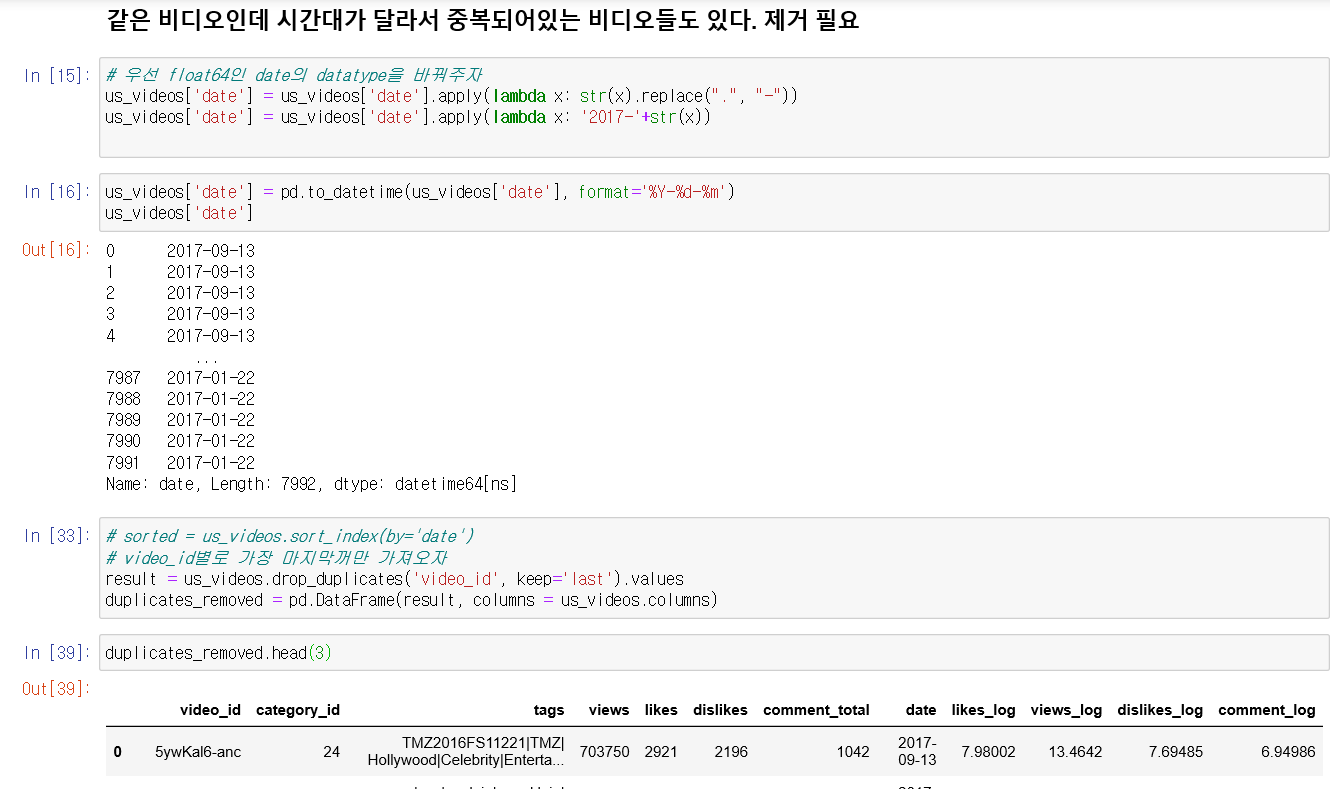 같은 비디오인데 시간대가 달라서 중복되어있는 비디오들도 있다. 제거 필요
In [15]: # 우선 float64인 date의 datatype을 바꿔주자
us_videos['date'] = us_videos['date'].apply(lambda x: str(x).replace(".", "-"))
us_videos['date'] = us_videos['date'].apply(lambda x: '2017-'+str(x))
In [16]: us_videos['date'] = pd.to_datetime(us_videos['date'], format='%Y-%d-%m')
us_videos['date']
Out[16]: 0 2017-09-13
1 2017-09-13
2 2017-09-13
3 2017-09-13
4 2017-09-13
...
7987 2017-01-22
7988 2017-01-22
7989 2017-01-22
7990 2017-01-22
7991 2017-01-22
Name: date, Length: 7992, dtype: datetime64[ns]
In [33]: # sorted = us_videos.sort_index(by='date')
# video_id별로 가장 마지막꺼만 가져오자
result = us_videos.drop_duplicates('video_id', keep='last').values
duplicates_removed = pd.DataFrame(result, columns = us_videos.columns)
In [39]: duplicates_removed.head(3)
Out[39]:
video_id category_id tags views likes dislikes comment_total date likes_log views_log dislikes_log comment_log
0 5ywKal6-anc 24 TMZ2016FS11221|TMZ| 703750 2921 2196 1042 2017- 7.98002 13.4642 7.69485 6.94986
Hollywood|Celebrity|Enterta... 09-13